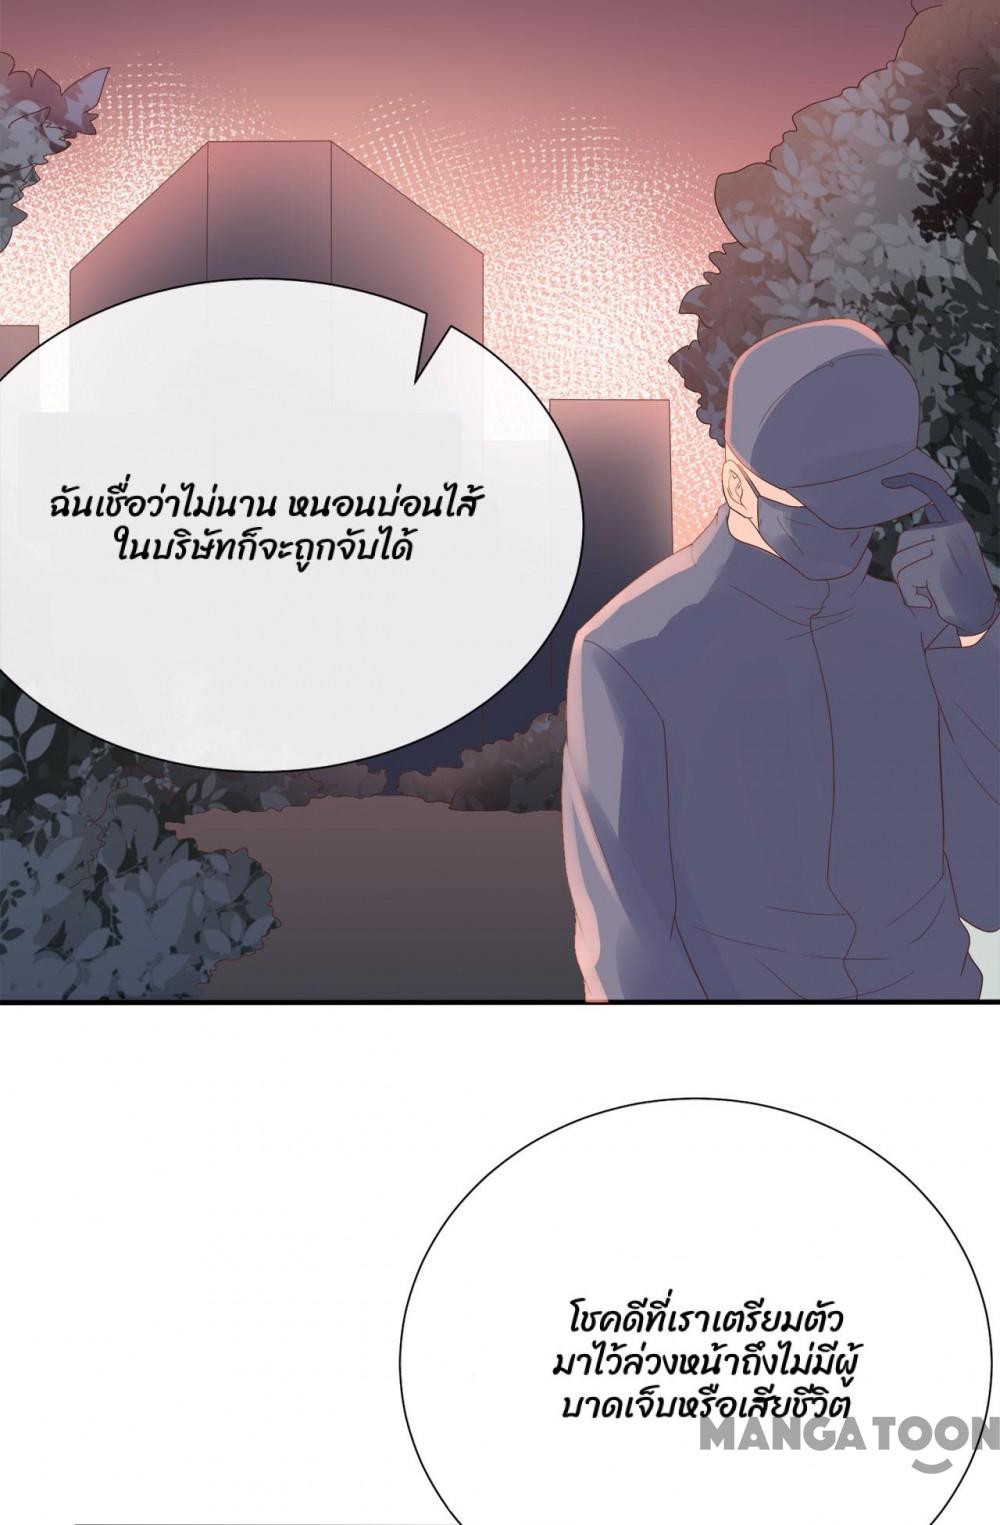 ฉันเชื่อว่าไม่นาน หนอนบ่อนไส้
ในบริษัทก็จะถูกจับได้
โชคดีที่เราเตรียมตัว
มาไว้ล่วงหน้าถึงไม่มีผู้
บาดเจ็บหรือเสียชีวิต
MANGATOON